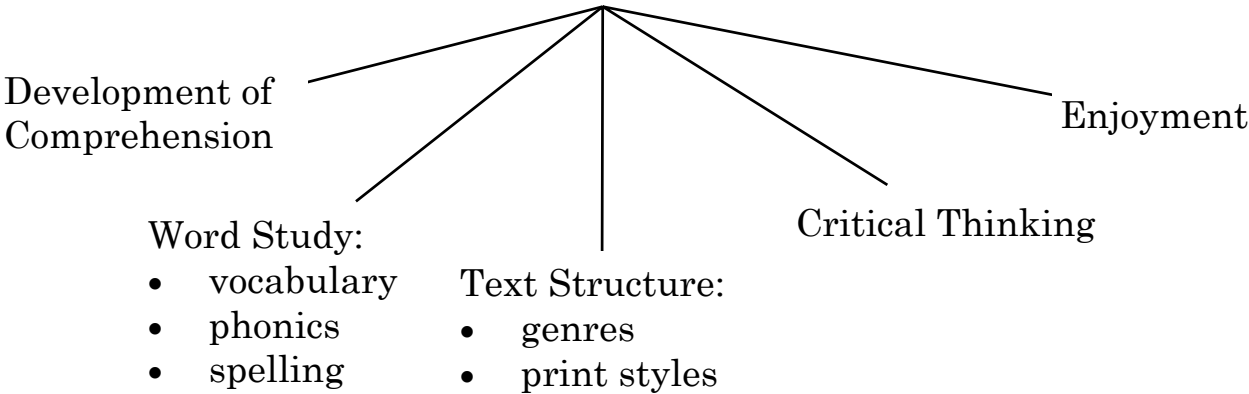 Development of
Comprehension
Word Study:
• vocabulary
• phonics
• spelling
Text Structure:
• genres
• print styles
Critical Thinking
Enjoyment